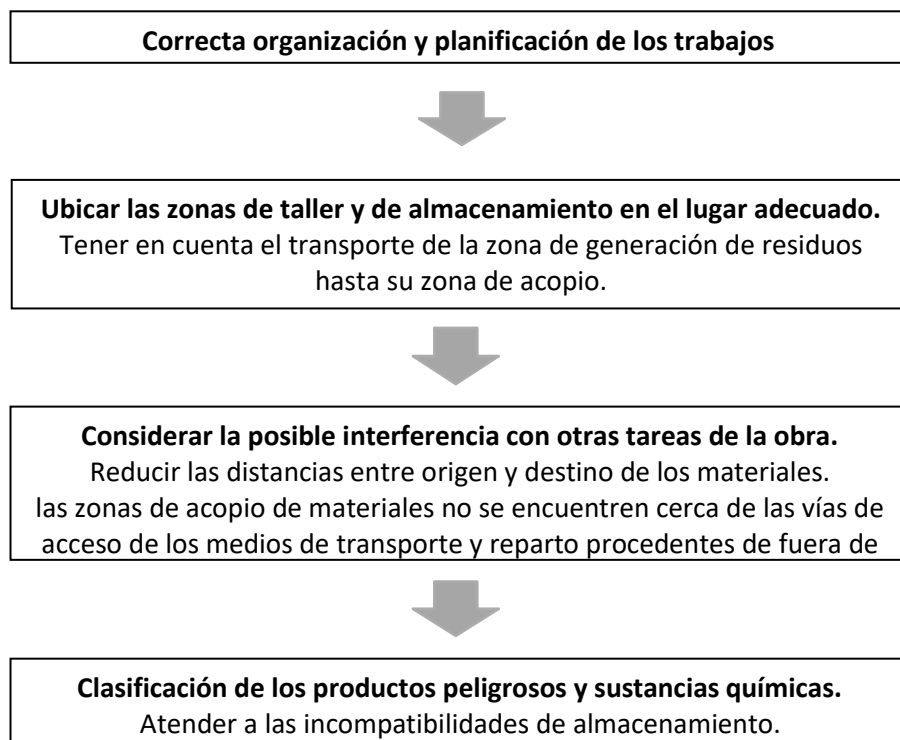 Correcta organización y planificación de los trabajos
Ubicar las zonas de taller y de almacenamiento en el lugar adecuado.
Tener en cuenta el transporte de la zona de generación de residuos
hasta su zona de acopio.
Considerar la posible interferencia con otras tareas de la obra.
Reducir las distancias entre origen y destino de los materiales.
las zonas de acopio de materiales no se encuentren cerca de las vías de
acceso de los medios de transporte y reparto procedentes de fuera de
Clasificación de los productos peligrosos y sustancias químicas.
Atender a las incompatibilidades de almacenamiento.